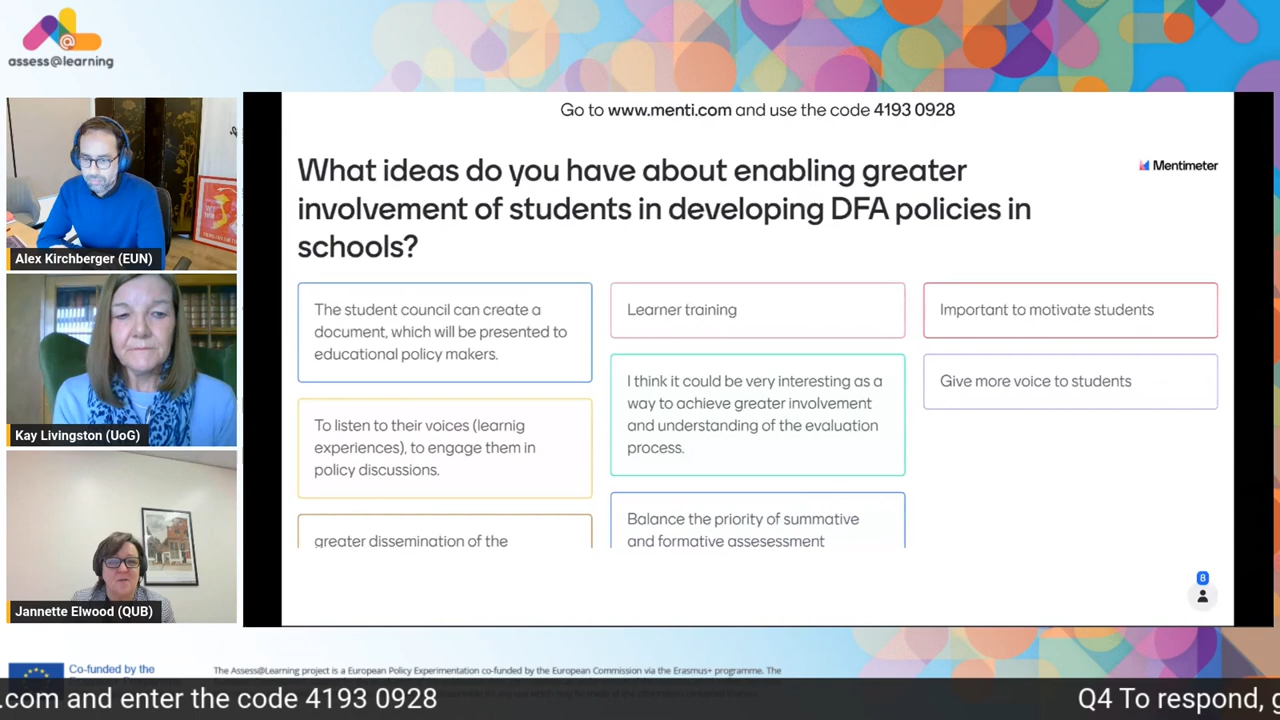 assess@learning
Alex Kirchberger (EUN)
Kay Livingston (UoG)
Jannette Elwood (QUB)
Go to www.menti.com and use the code 4193 0928
Mentimeter
What ideas do you have about enabling greater
involvement of students in developing DFA policies in
schools?
The student council can create a
document, which will be presented to
educational policy makers.
To listen to their voices (learnig
experiences), to engage them in
policy discussions.
greater dissemination of the
Learner training
I think it could be very interesting as a
way to achieve greater involvement
and understanding of the evaluation
process.
Balance the priority of summative
and formative assesessment
Important to motivate students
Give more voice to students
8
Co-funded by the
The Assess@Learning project is a European Policy Experimentation co-funded by the European Commission via the Erasmus+ programme. The
.com and enter the code 4193 0928
Q4 To respond, g